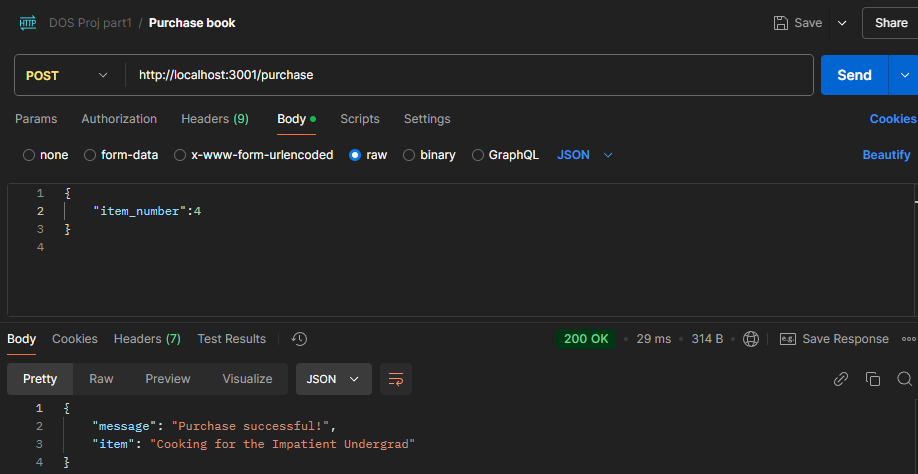 HTTP DOS Proj part1 / Purchase book Save Share
POST http://localhost:3001/purchase Send
Params Authorization Headers (9) Body Scripts Settings Cookies
none form-data x-www-form-urlencoded raw binary GraphQL JSON Beautify
1 {
2 "item_number":4
3 }
4
Body Cookies Headers (7) Test Results 200 OK 29 ms 314 B e.g. Save Response
Pretty Raw Preview Visualize JSON
1 {
2 "message": "Purchase successful!",
3 "item": "Cooking for the Impatient Undergrad"
4 }